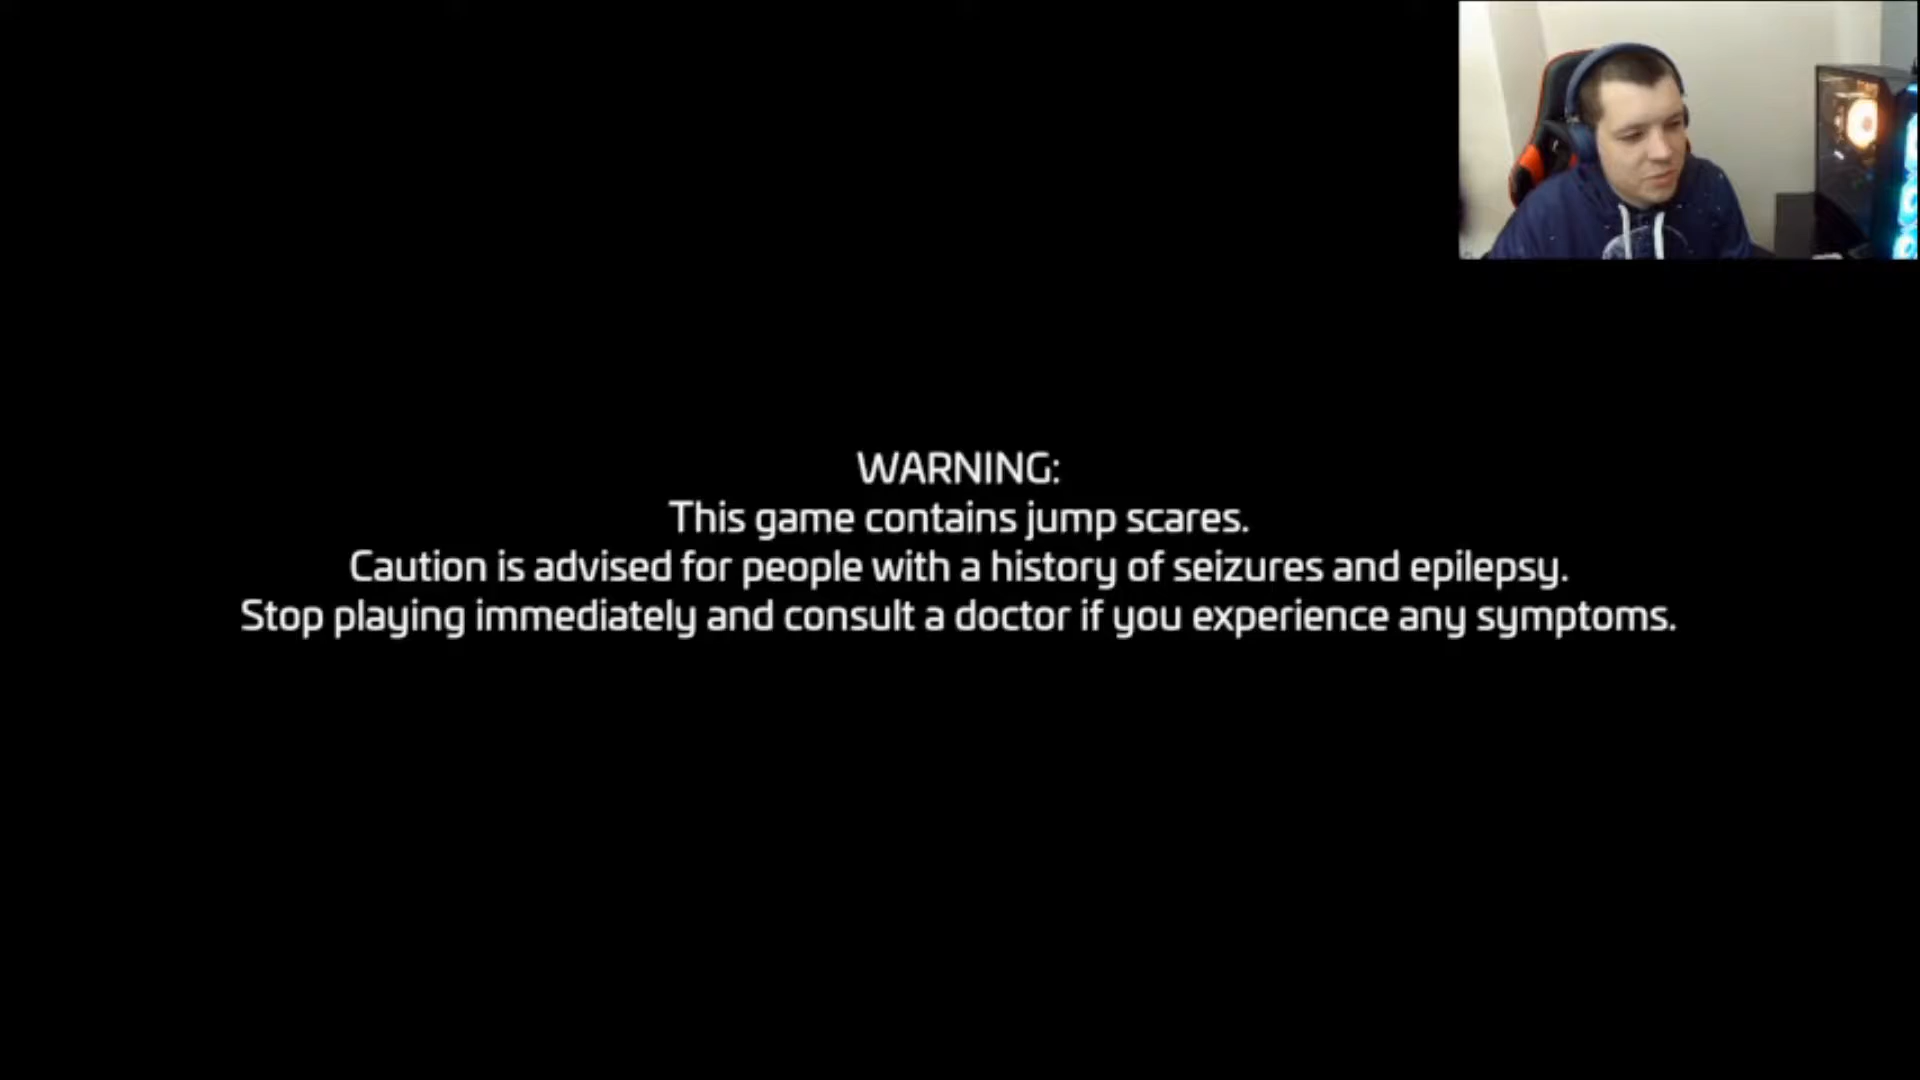 WARNING:
This game contains jump scares.
Caution is advised for people with a history of seizures and epilepsy.
Stop playing immediately and consult a doctor if you experience any symptoms.